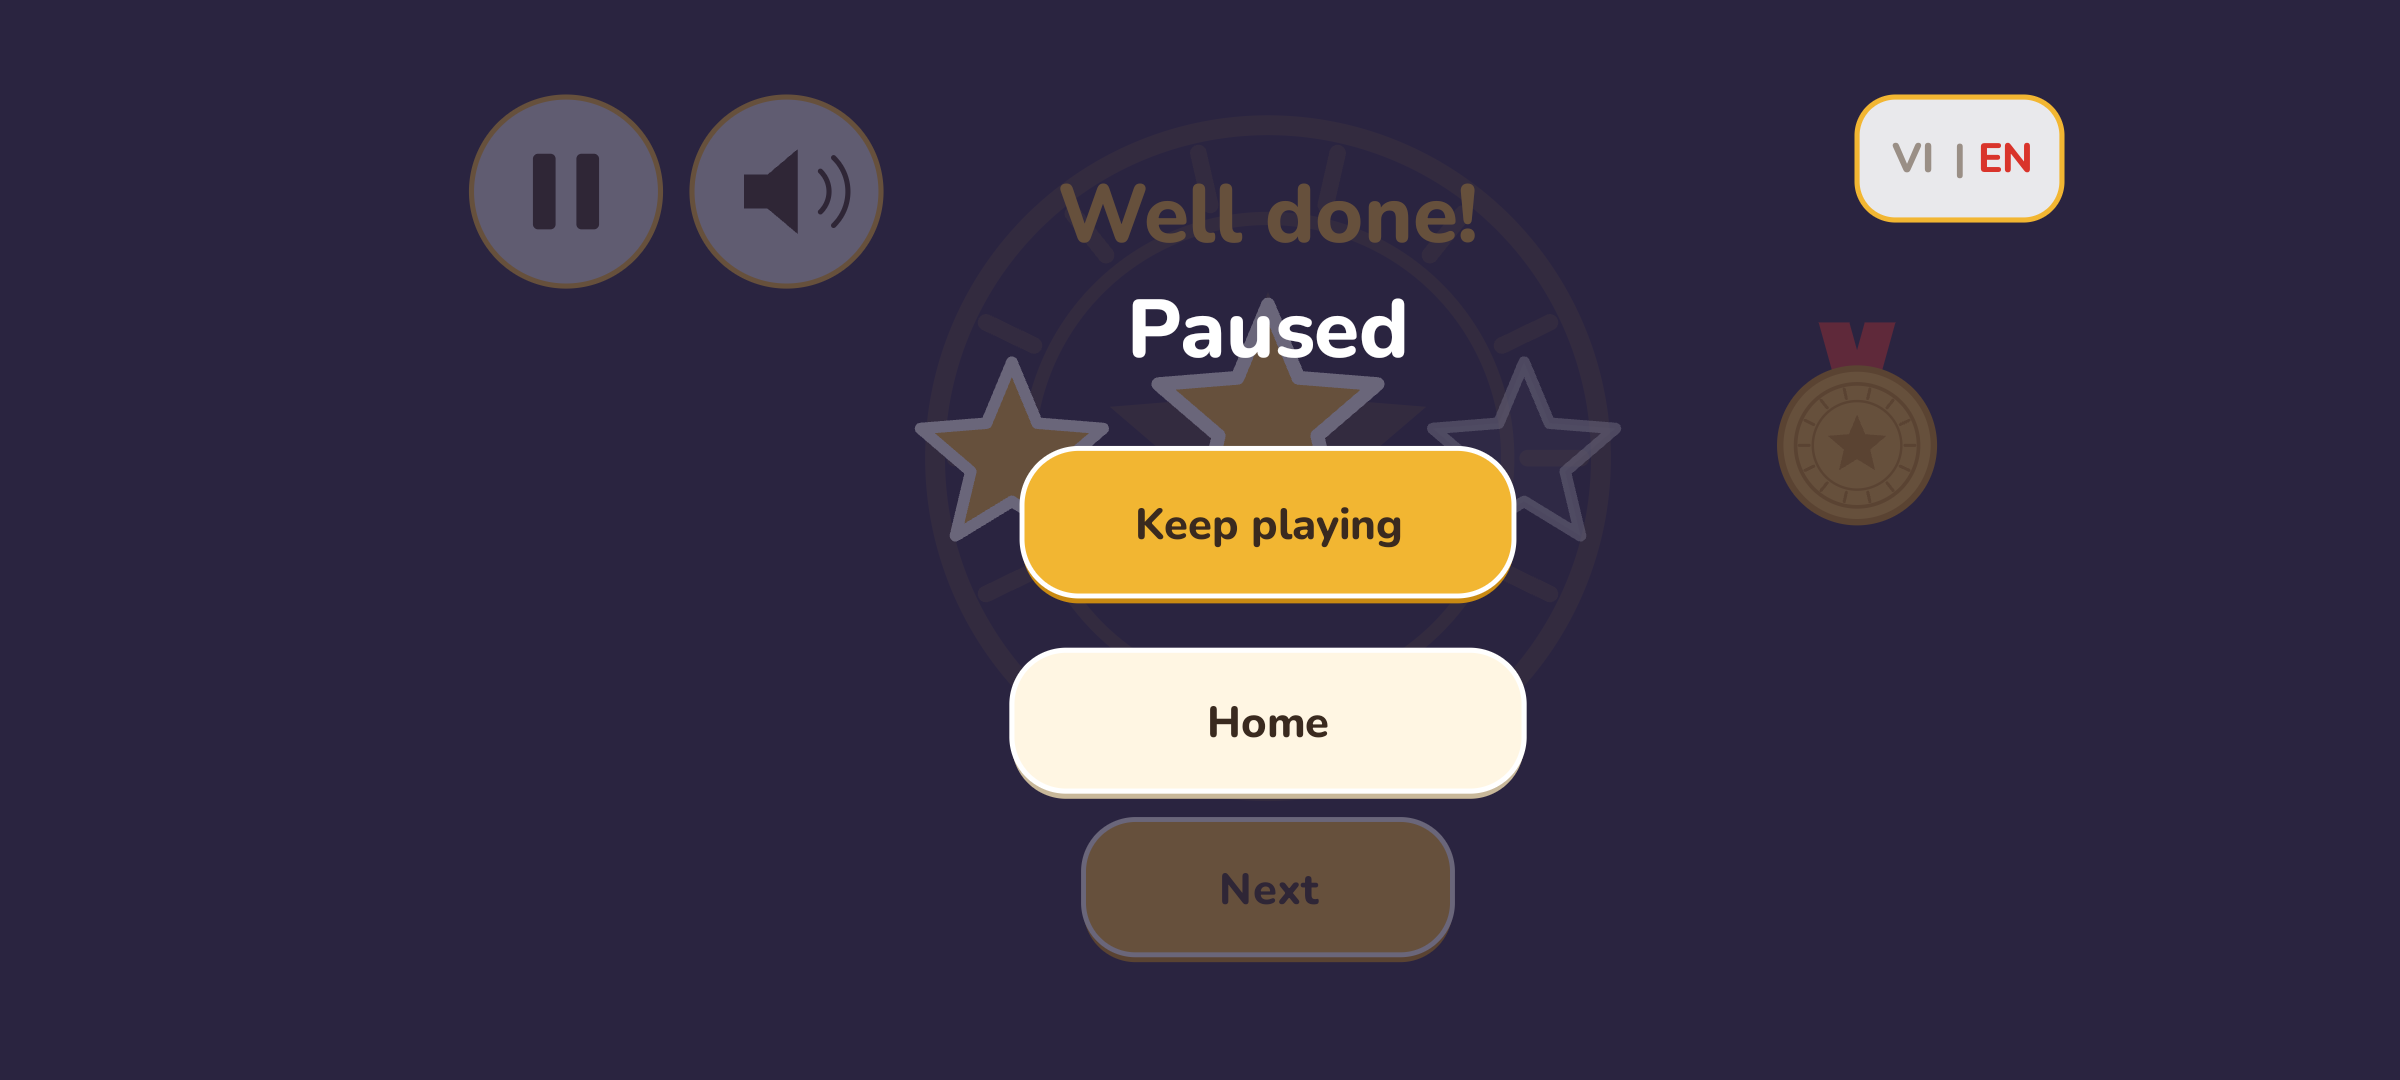 VI | EN
Well done!
Paused
Keep playing
Home
Next